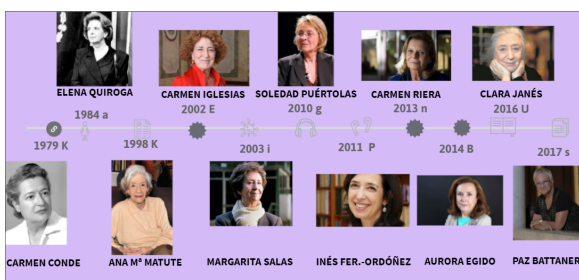 ELENA QUIROGA
CARMEN IGLESIAS
SOLEDAD PUÉRTOLAS
CARMEN RIERA
CLARA JANÉS
1984 a
2002 E
2010 g
2013 n
2016 U
1979 K
1998 K
2003 i
2011 P
2014 B
2017 s
CARMEN CONDE
ANA Mª MATUTE
MARGARITA SALAS
INÉS FER.-ORDÓÑEZ
AURORA EGIDO
PAZ BATTANER